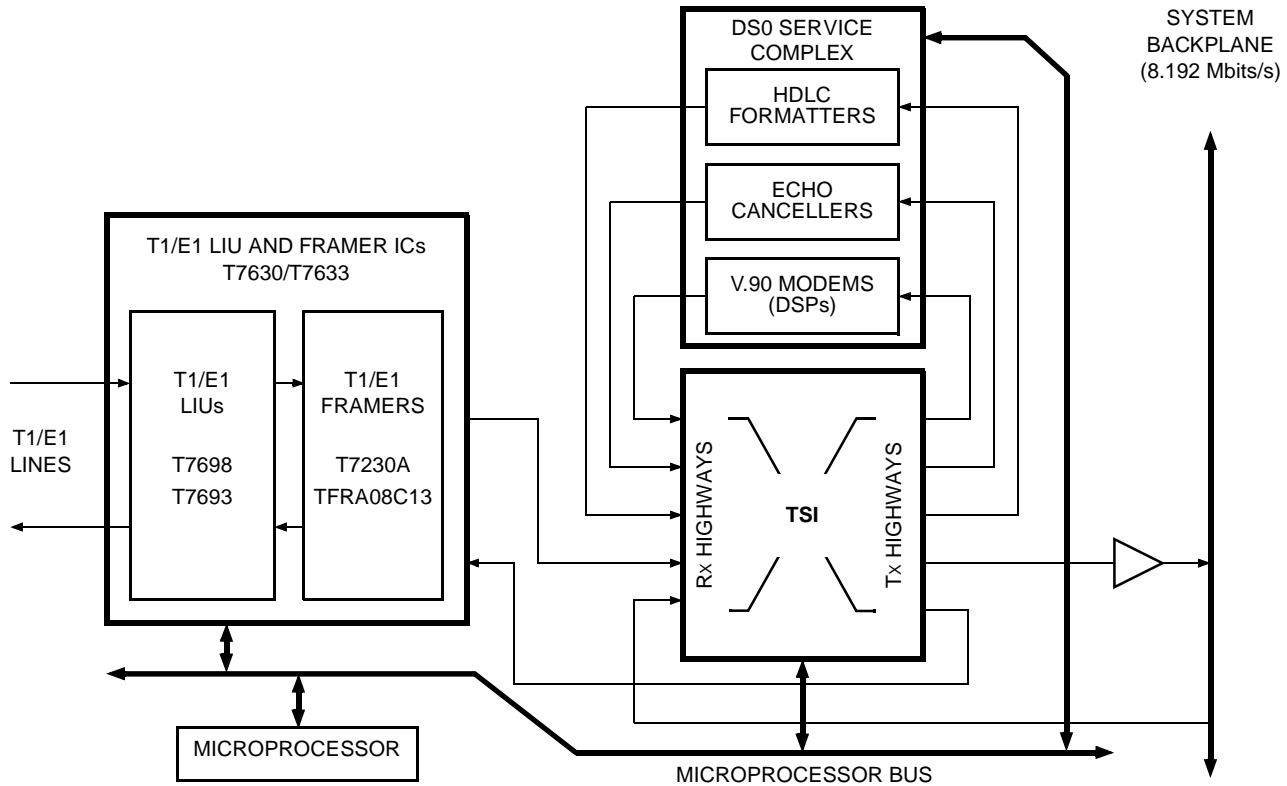 DS0 SERVICE
COMPLEX
HDLC
FORMATTERS
ECHO
CANCELLERS
V.90 MODEMS
(DSPs)
SYSTEM
BACKPLANE
(8.192 Mbits/s)
T1/E1 LIU AND FRAMER ICs
T7630/T7633
T1/E1
LIUs
T7698
T7693
T1/E1
FRAMERS
T7230A
TFRA08C13
T1/E1
LINES
Rx HIGHWAYS
TSI
Tx HIGHWAYS
MICROPROCESSOR
MICROPROCESSOR BUS